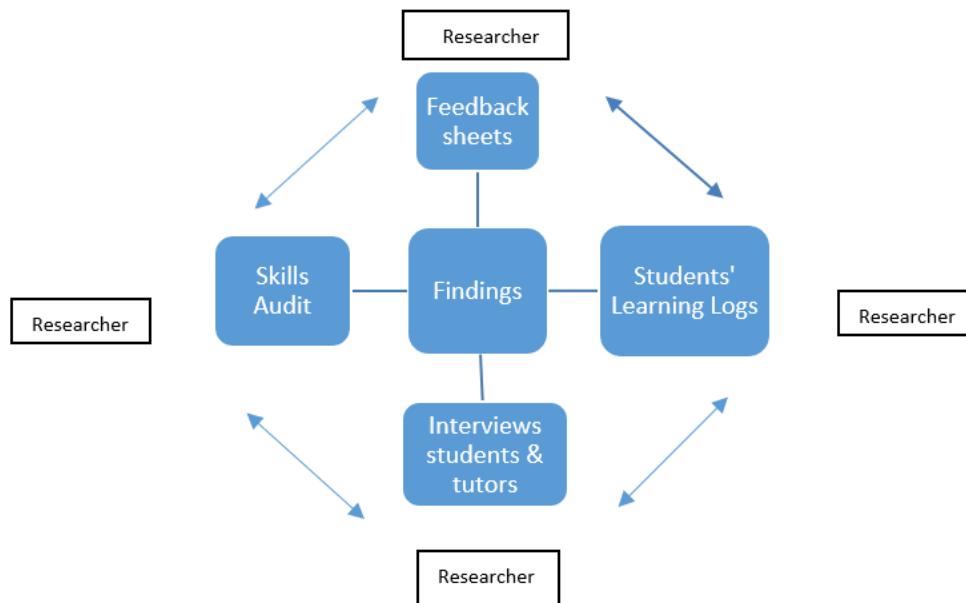 Researcher
Feedback
sheets
Skills
Audit
Findings
Students'
Learning Logs
Researcher
Researcher
Interviews
students &
tutors
Researcher